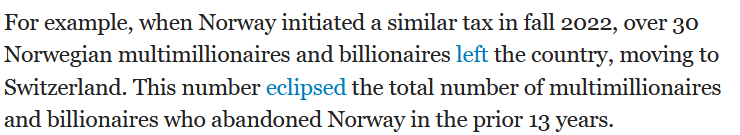 For example, when Norway initiated a similar tax in fall 2022, over 30
Norwegian multimillionaires and billionaires left the country, moving to
Switzerland. This number eclipsed the total number of multimillionaires
and billionaires who abandoned Norway in the prior 13 years.